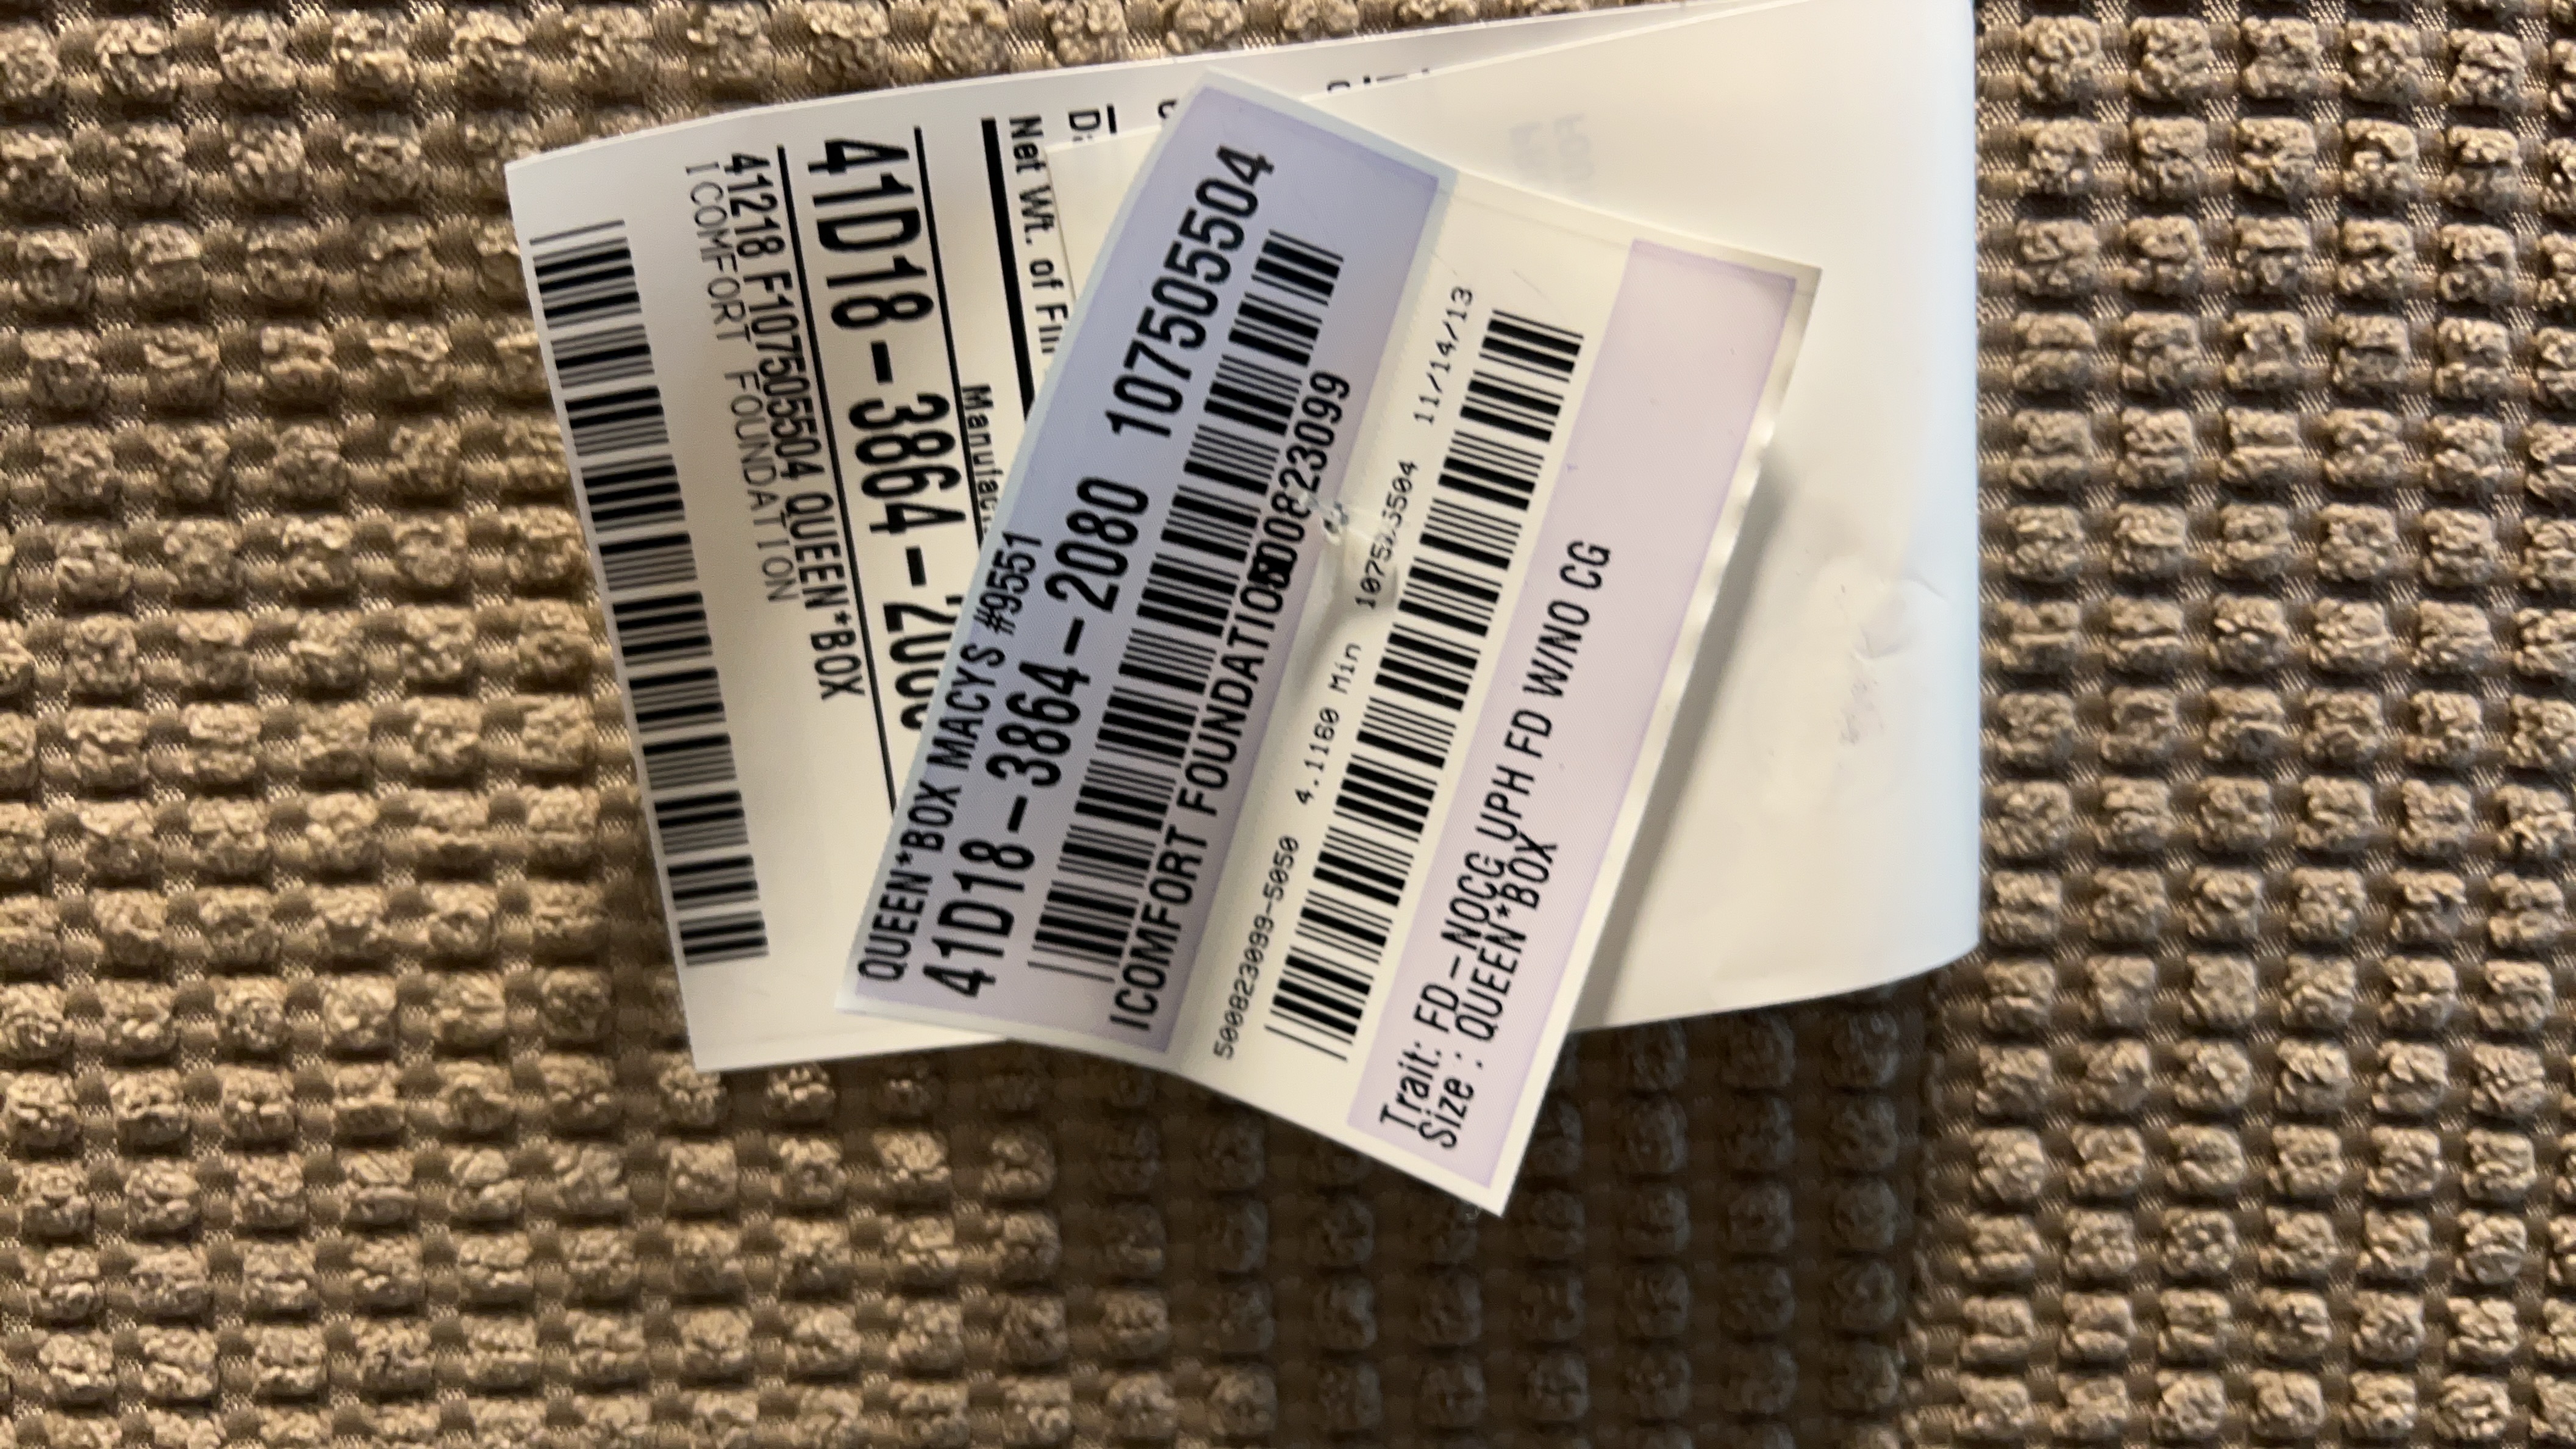 QUEEN*BOX MACYS #9551
41D18-3864-2080 107505504
ICOMFORT FOUNDATIO 500823099
500823099-5050 4.1160 Min 107505504 11/14/13
Trait: FD-NOCG UPH FD W/NO CG
Size : QUEEN*BOX
ICOMFORT FOUNDATION
41218 F107505504 QUEEN*BOX
41D18-3864-
Net Wt. of